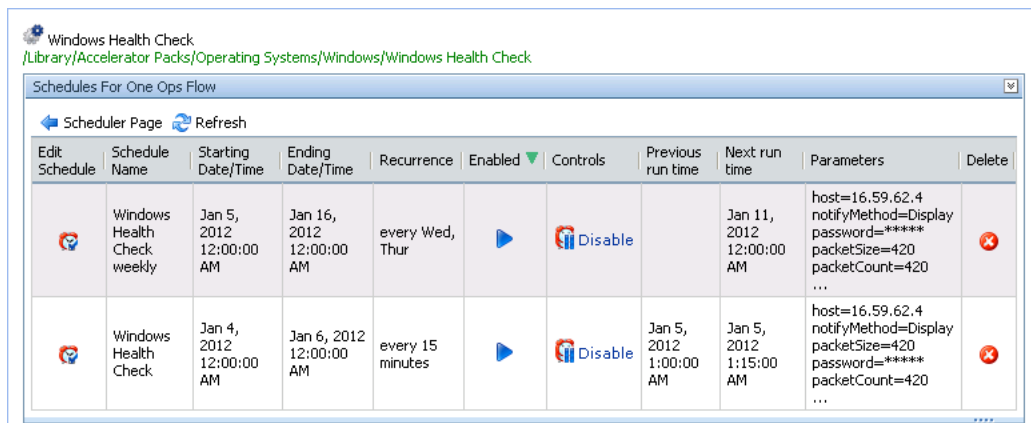 Windows Health Check
/Library/Accelerator Packs/Operating Systems/Windows/Windows Health Check
Schedules For One Ops Flow
Scheduler Page Refresh
Edit Schedule
Schedule Name
Starting Date/Time
Ending Date/Time
Recurrence
Enabled
Controls
Previous run time
Next run time
Parameters
Delete
Windows
Health
Check
weekly
Jan 5,
2012
12:00:00
AM
Jan 16,
2012
12:00:00
AM
every Wed,
Thur
Disable
Jan 11,
2012
12:00:00
AM
host=16.59.62.4
notifyMethod=Display
password=*****
packetSize=420
packetCount=420
...
Windows
Health
Check
Jan 4,
2012
12:00:00
AM
Jan 6, 2012
12:00:00
AM
every 15
minutes
Disable
Jan 5,
2012
1:00:00
AM
Jan 5,
2012
1:15:00
AM
host=16.59.62.4
notifyMethod=Display
packetSize=420
password=*****
packetCount=420
...